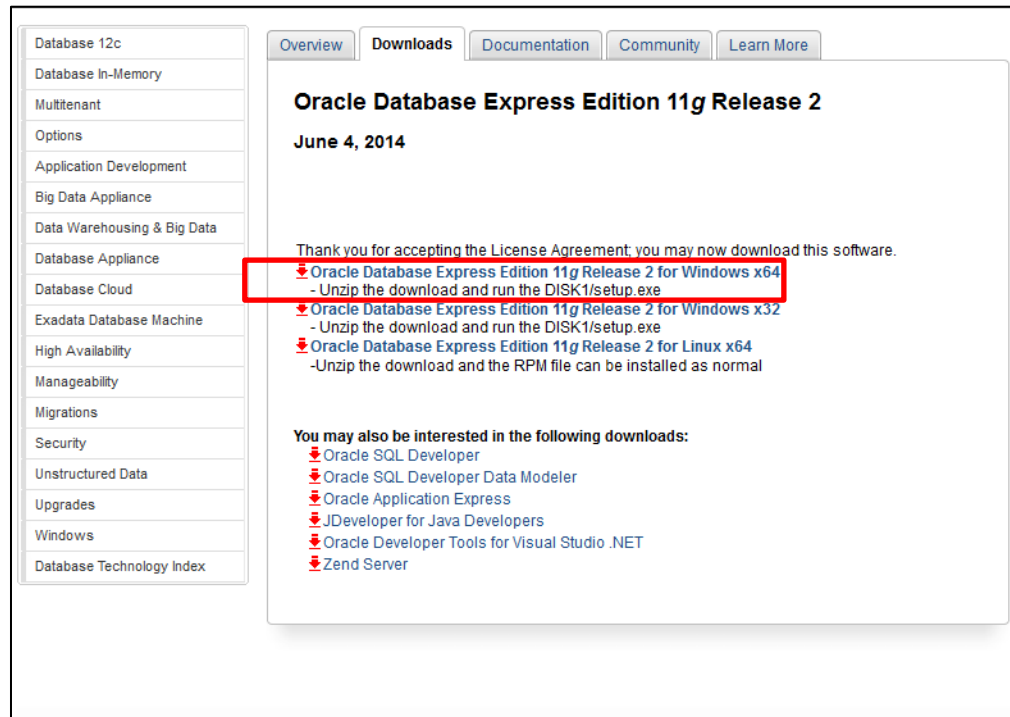 Database 12c
Database In-Memory
Multitenant
Options
Application Development
Big Data Appliance
Data Warehousing & Big Data
Database Appliance
Database Cloud
Exadata Database Machine
High Availability
Manageability
Migrations
Security
Unstructured Data
Upgrades
Windows
Database Technology Index
Overview Downloads Documentation Community Learn More
Oracle Database Express Edition 11g Release 2
June 4, 2014
Thank you for accepting the License Agreement; you may now download this software.
Oracle Database Express Edition 11g Release 2 for Windows x64
- Unzip the download and run the DISK1/setup.exe
Oracle Database Express Edition 11g Release 2 for Windows x32
- Unzip the download and run the DISK1/setup.exe
Oracle Database Express Edition 11g Release 2 for Linux x64
-Unzip the download and the RPM file can be installed as normal
You may also be interested in the following downloads:
Oracle SQL Developer
Oracle SQL Developer Data Modeler
Oracle Application Express
JDeveloper for Java Developers
Oracle Developer Tools for Visual Studio .NET
Zend Server